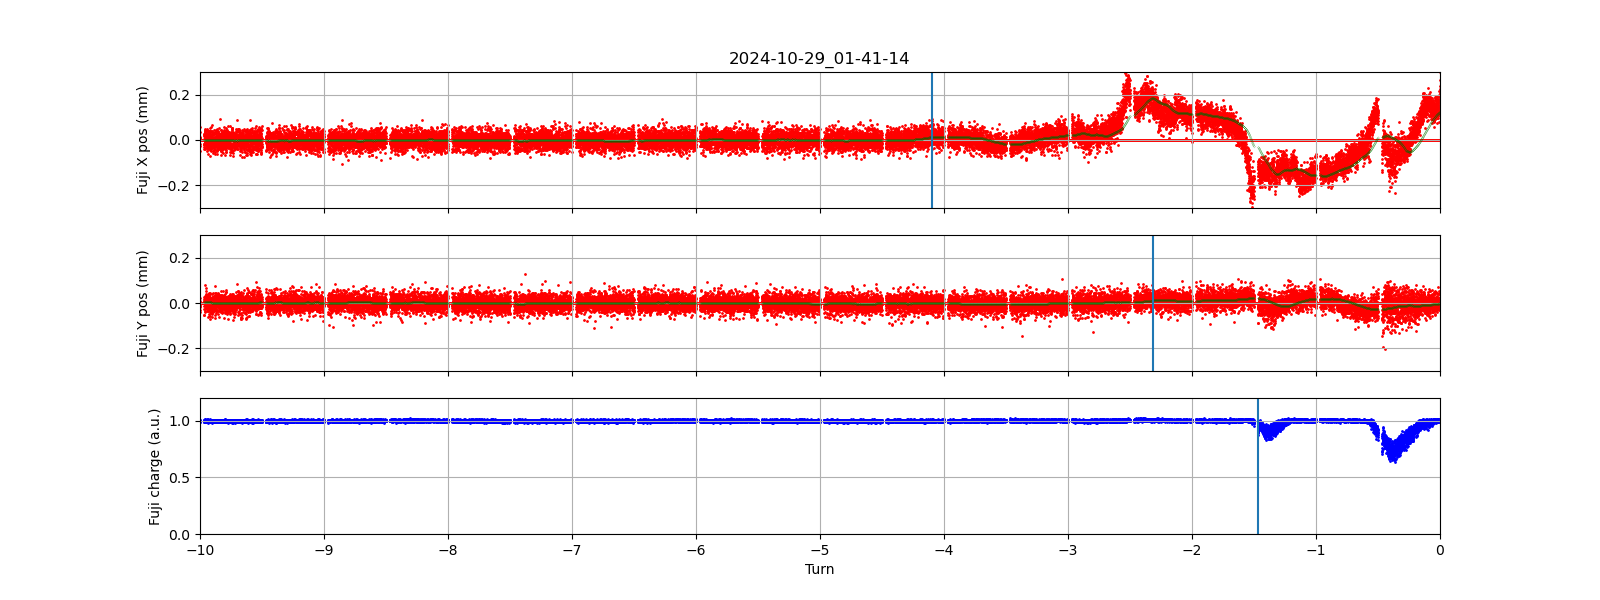 2024-10-29_01-41-14
Fuji X pos (mm)
0.2
0.0
−0.2
Fuji Y pos (mm)
0.2
0.0
−0.2
Fuji charge (a.u.)
1.0
0.5
0.0
−10 −9 −8 −7 −6 −5 −4 −3 −2 −1 0
Turn